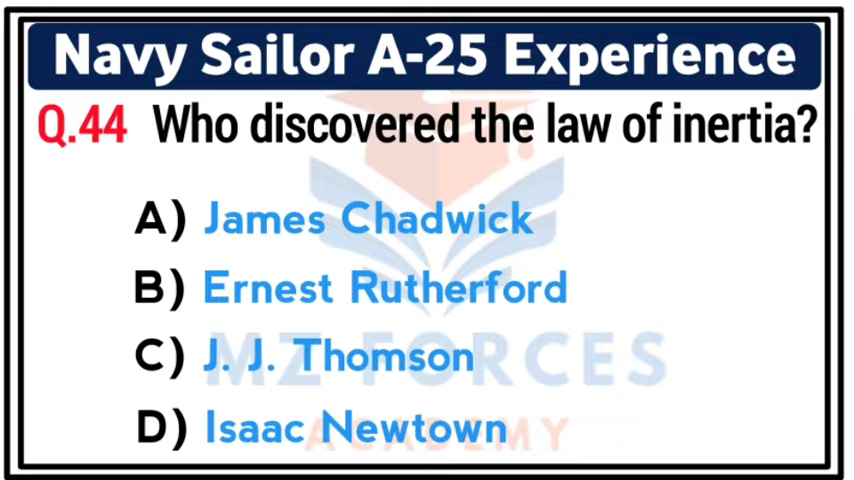 Navy Sailor A-25 Experience
Q.44 Who discovered the law of inertia?
A) James Chadwick
B) Ernest Rutherford
C) J. J. Thomson
D) Isaac Newtown
MZ FORCES
ACADEMY